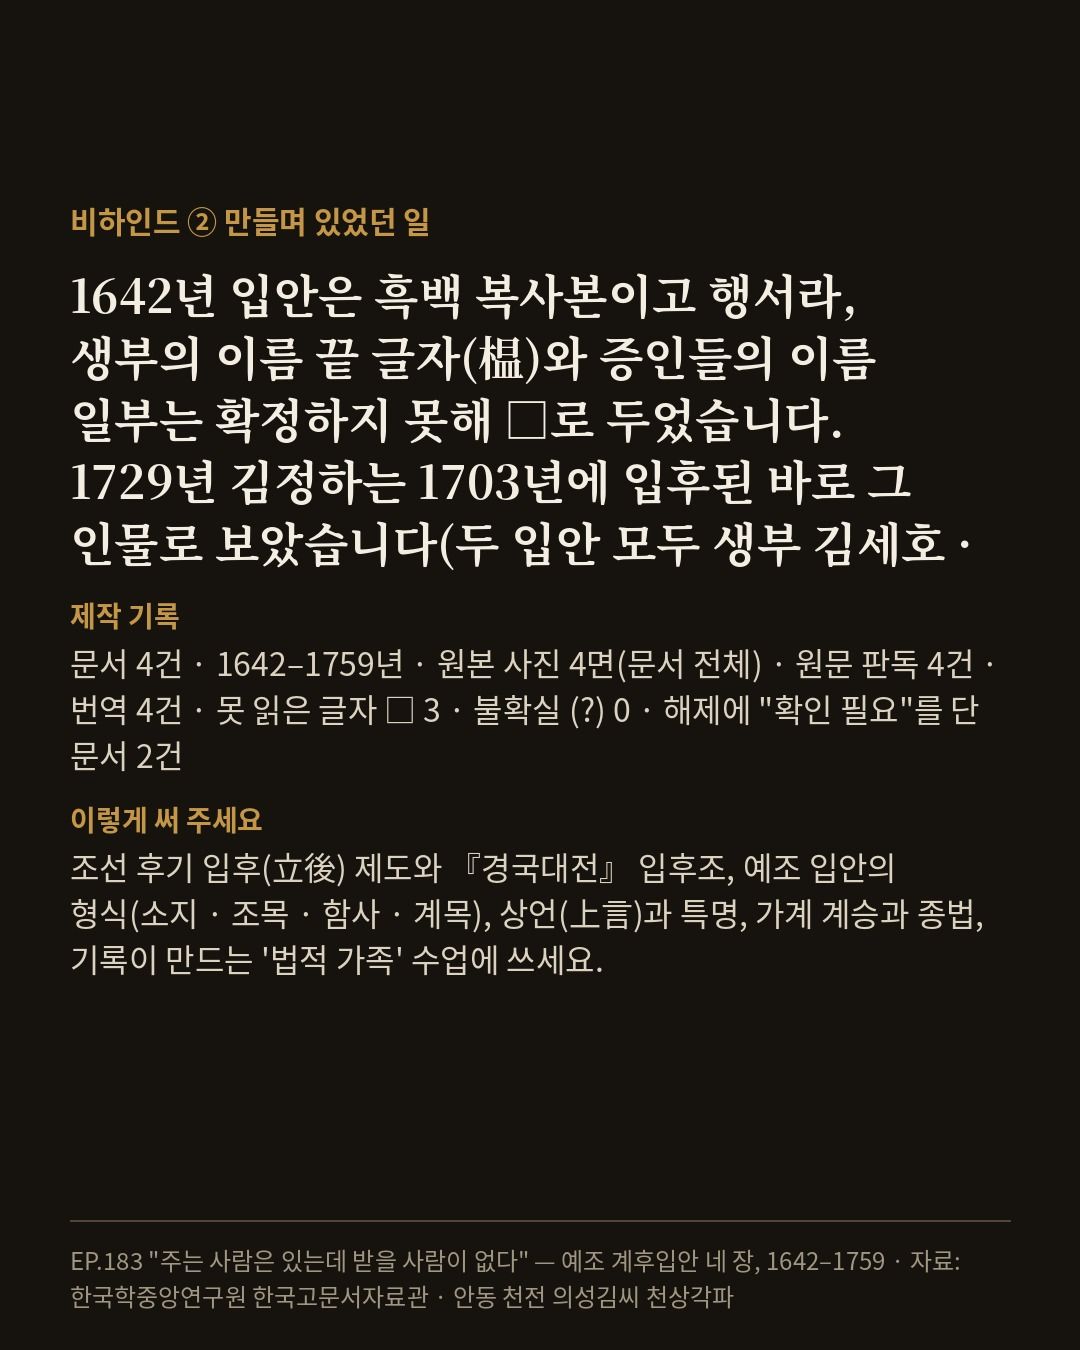 비하인드 ② 만들며 있었던 일
1642년 입안은 흑백 복사본이고 행서라,
생부의 이름 끝 글자(榲)와 증인들의 이름
일부는 확정하지 못해 □로 두었습니다.
1729년 김정하는 1703년에 입후된 바로 그
인물로 보았습니다(두 입안 모두 생부 김세호 ·
제작 기록
문서 4건 · 1642–1759년 · 원본 사진 4면(문서 전체) · 원문 판독 4건 ·
번역 4건 · 못 읽은 글자 □ 3 · 불확실 (?) 0 · 해제에 "확인 필요"를 단
문서 2건
이렇게 써 주세요
조선 후기 입후(立後) 제도와 『경국대전』 입후조, 예조 입안의
형식(소지 · 조목 · 함사 · 계목), 상언(上言)과 특명, 가계 계승과 종법,
기록이 만드는 '법적 가족' 수업에 쓰세요.
EP.183 "주는 사람은 있는데 받을 사람이 없다" — 예조 계후입안 네 장, 1642–1759 · 자료:
한국학중앙연구원 한국고문서자료관 · 안동 천전 의성김씨 천상각파